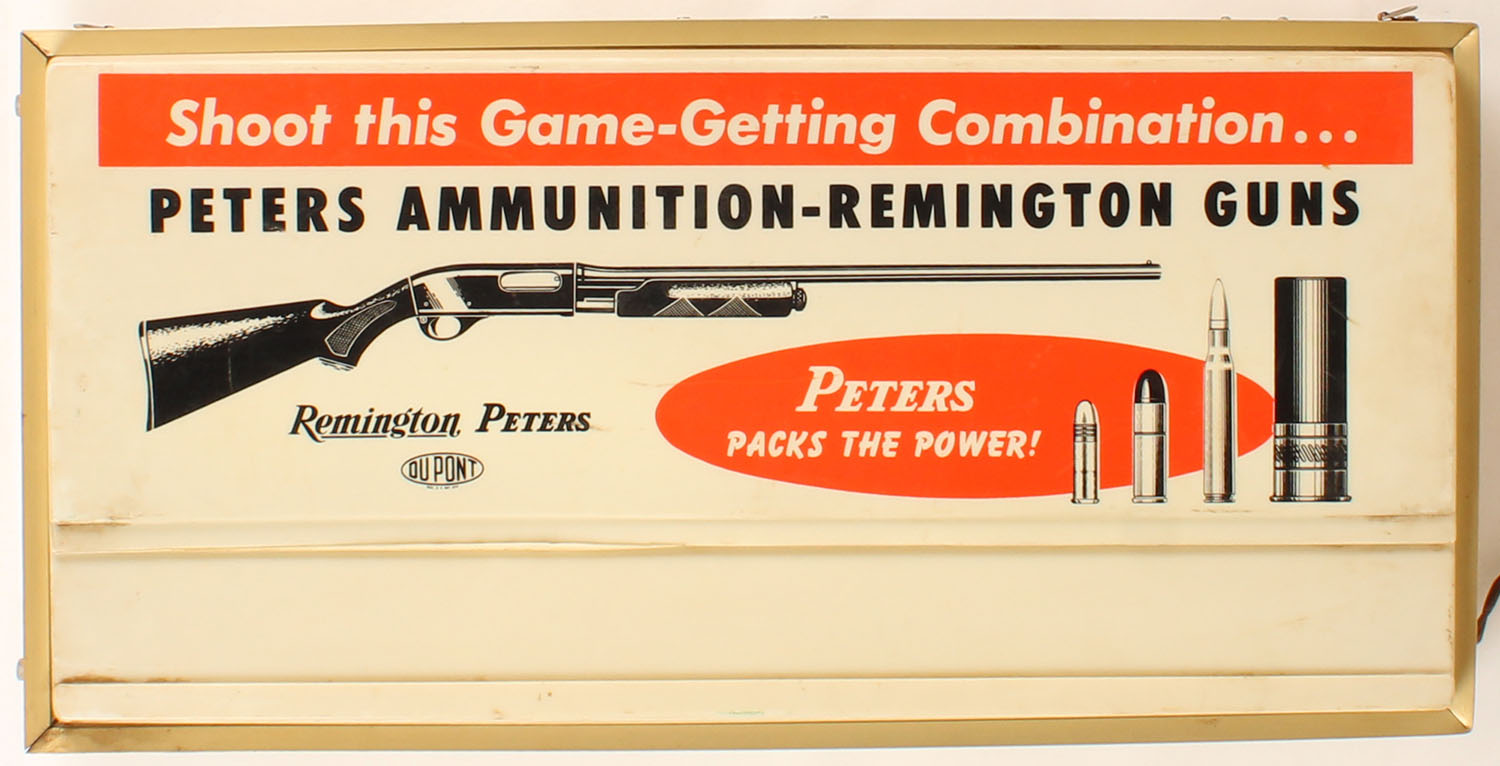 Shoot this Game-Getting Combination...
PETERS AMMUNITION-REMINGTON GUNS
PETERS
PACKS THE POWER!
Remington, PETERS
DU PONT